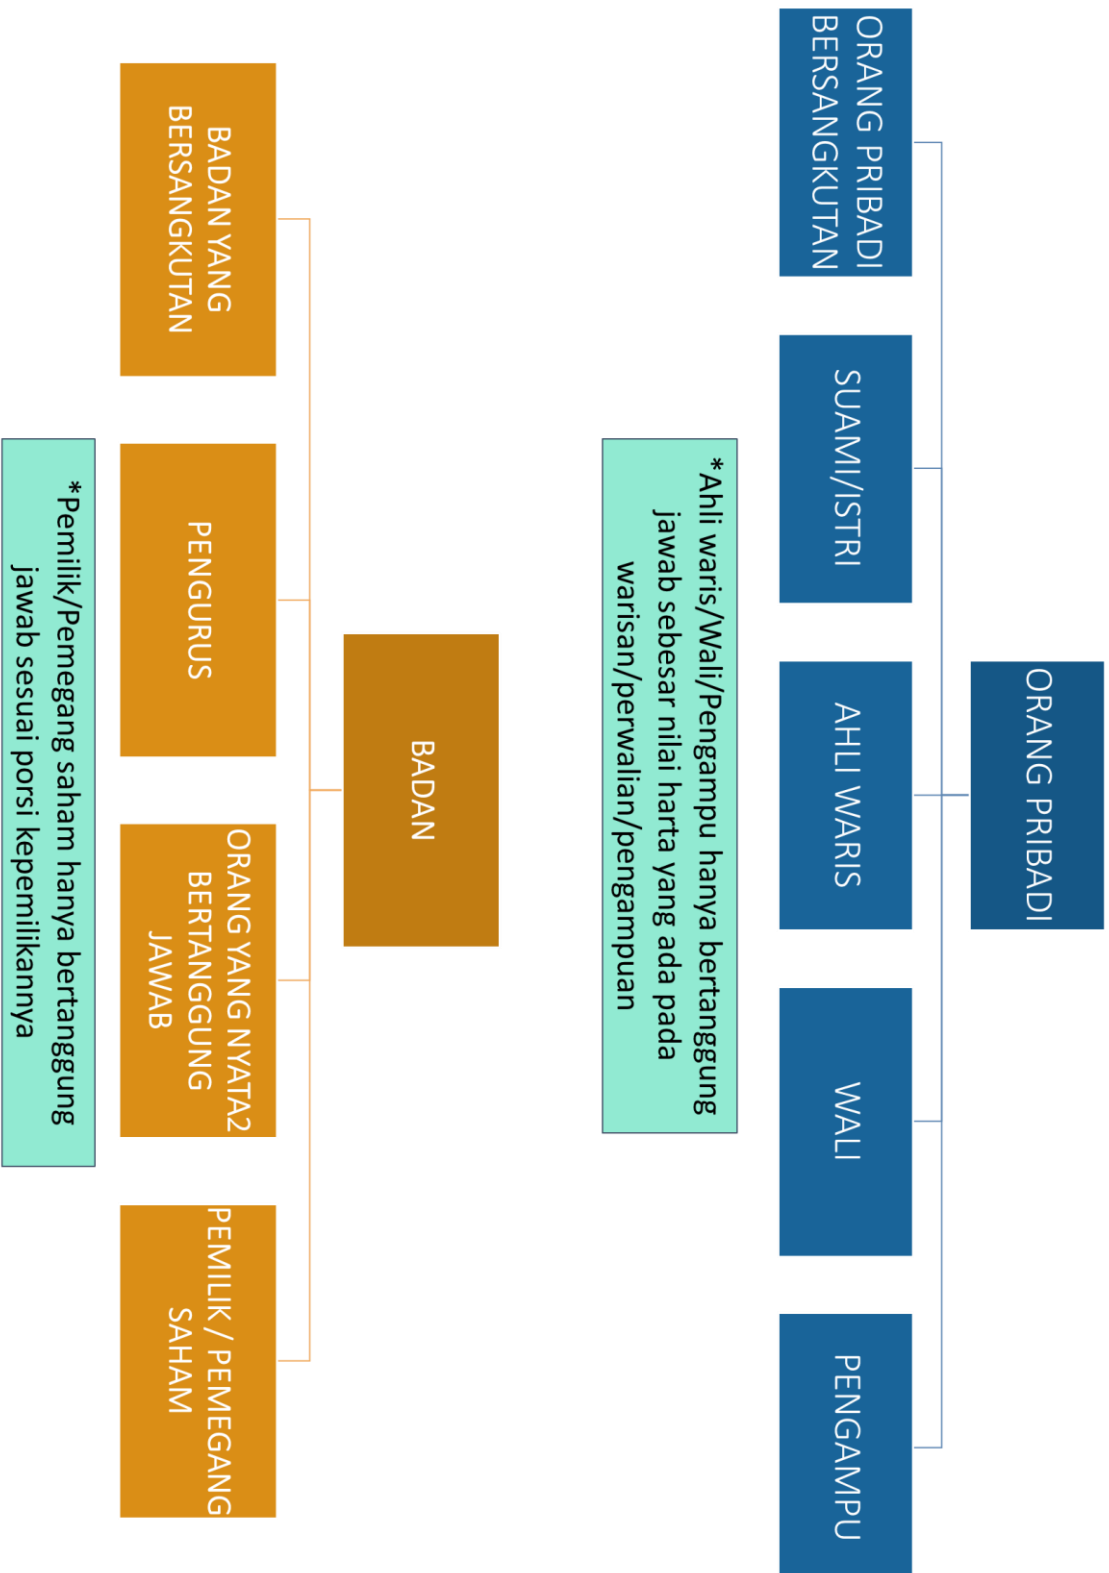 ORANG PRIBADI
ORANG PRIBADI
BERSANGKUTAN
SUAMI/ISTRI
AHLI WARIS
WALI
PENGAMPU
*Ahli waris/Wali/Pengampu hanya bertanggung
jawab sebesar nilai harta yang ada pada
warisan/perwalian/pengampuan
BADAN
BADAN YANG
BERSANGKUTAN
PENGURUS
ORANG YANG NYATA2
BERTANGGUNG
JAWAB
PEMILIK / PEMEGANG
SAHAM
*Pemilik/Pemegang saham hanya bertanggung
jawab sesuai porsi kepemilikannya